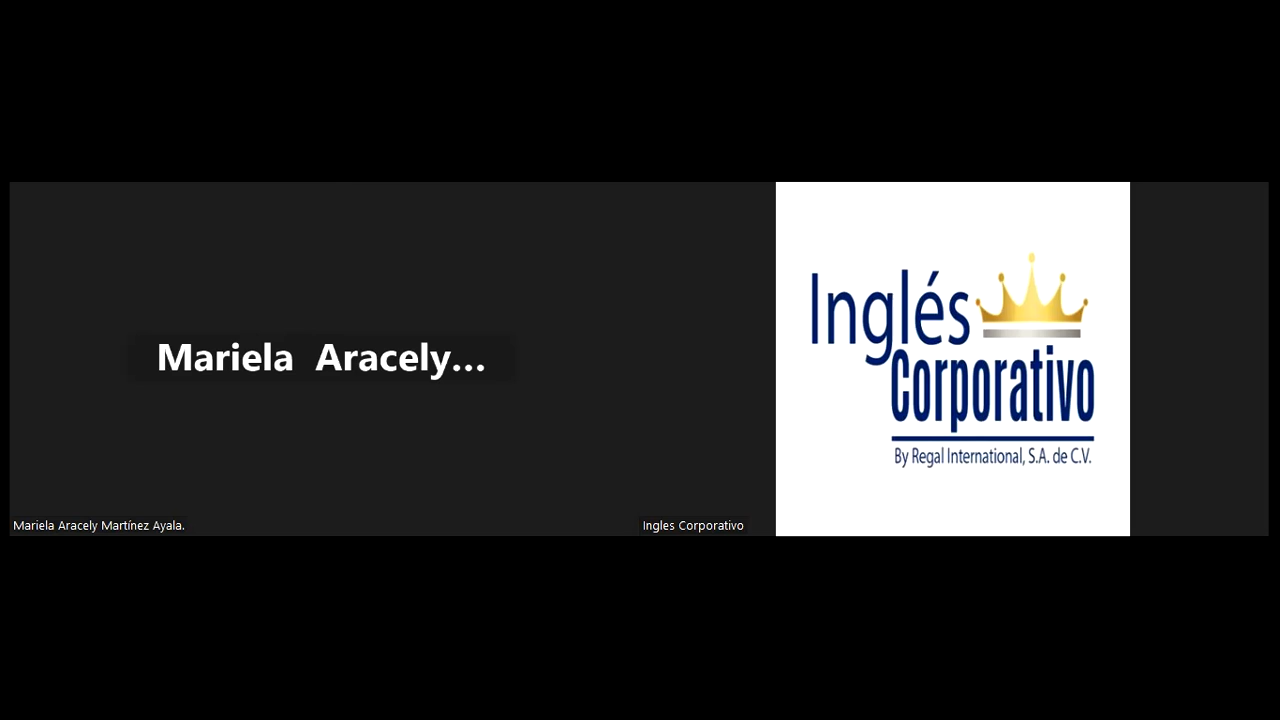 Mariela Aracely...
Mariela Aracely Martínez Ayala.
Inglés
Corporativo
By Regal International, S.A. de C.V.
Ingles Corporativo